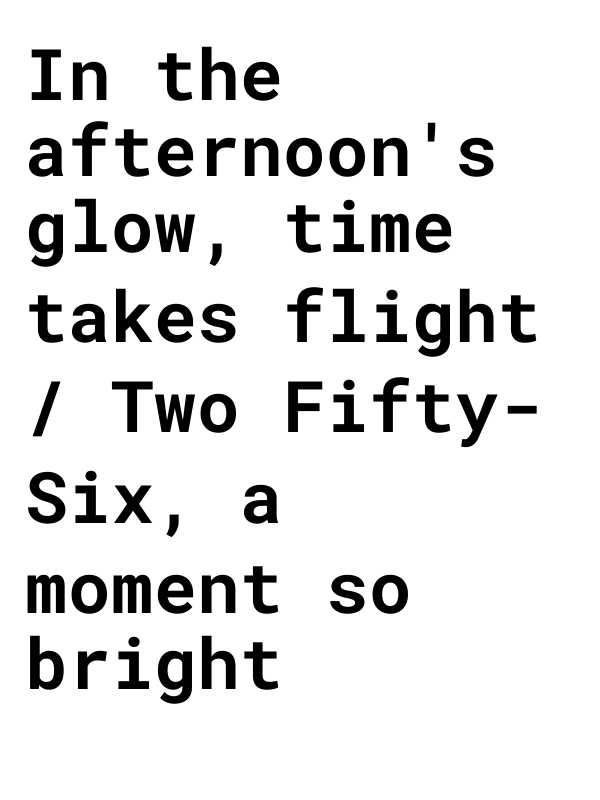 In the
afternoon's
glow, time
takes flight
/ Two Fifty-
Six, a
moment so
bright